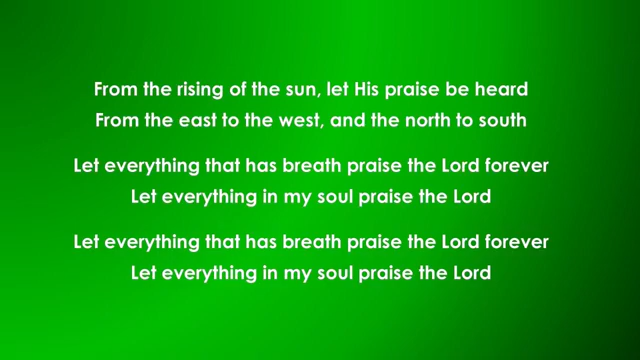 From the rising of the sun, let His praise be heard
From the east to the west, and the north to south
Let everything that has breath praise the Lord forever
Let everything in my soul praise the Lord
Let everything that has breath praise the Lord forever
Let everything in my soul praise the Lord